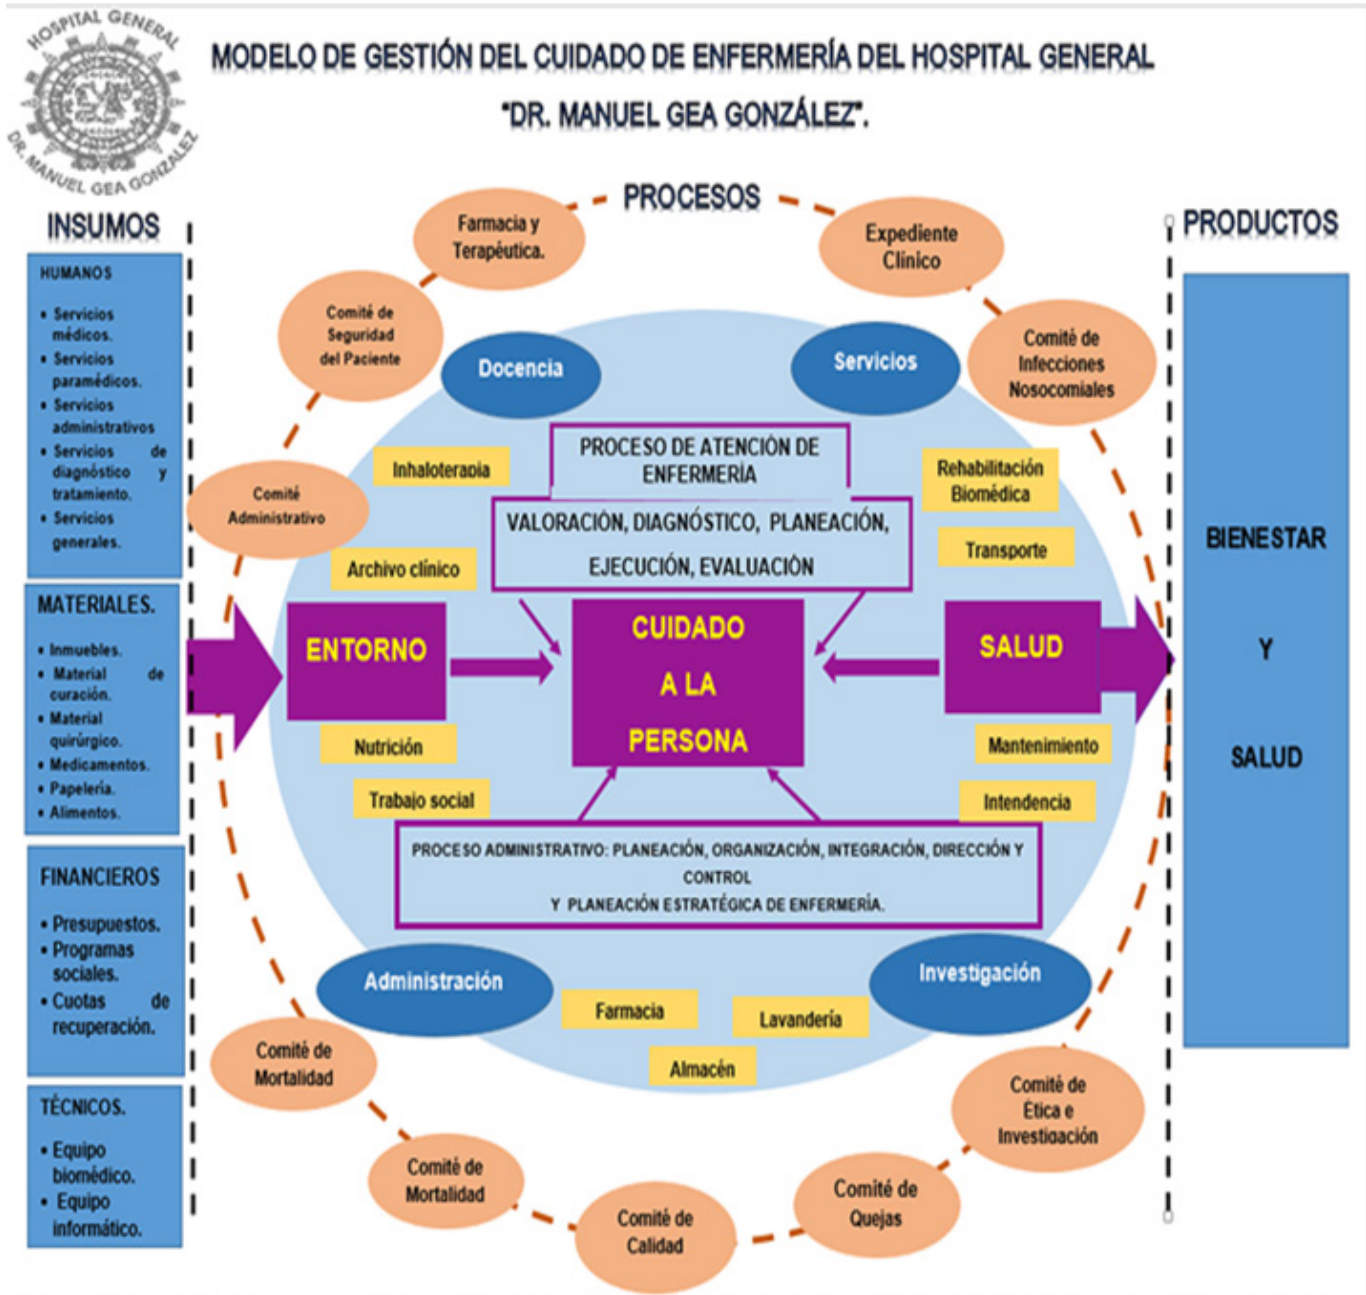 HOSPITAL GENERAL
DR. MANUEL GEA GONZALEZ
MODELO DE GESTIÓN DEL CUIDADO DE ENFERMERÍA DEL HOSPITAL GENERAL
"DR. MANUEL GEA GONZÁLEZ".
INSUMOS
HUMANOS
• Servicios
médicos.
• Servicios
paramédicos.
• Servicios
administrativos
• Servicios de
diagnóstico y
tratamiento.
• Servicios
generales.
MATERIALES.
• Inmuebles.
• Material de
curación.
• Material
quirúrgico.
• Medicamentos.
• Papelería.
• Alimentos.
FINANCIEROS
• Presupuestos.
• Programas
sociales.
• Cuotas de
recuperación.
TÉCNICOS.
• Equipo
biomédico.
• Equipo
informático.
PROCESOS
Farmacia y
Terapéutica.
Expediente
Clínico
Comité de
Seguridad
del Paciente
Comité de
Infecciones
Nosocomiales
Comité
Administrativo
Docencia
Servicios
PROCESO DE ATENCIÓN DE
ENFERMERÍA
VALORACIÓN, DIAGNÓSTICO, PLANEACIÓN,
EJECUCIÓN, EVALUACIÓN
Inhaloterapia
Archivo clínico
Rehabilitación
Biomédica
Transporte
ENTORNO
CUIDADO
A LA
PERSONA
SALUD
Nutrición
Trabajo social
Mantenimiento
Intendencia
PROCESO ADMINISTRATIVO: PLANEACIÓN, ORGANIZACIÓN, INTEGRACIÓN, DIRECCIÓN Y
CONTROL
Y PLANEACIÓN ESTRATÉGICA DE ENFERMERÍA.
Administración
Investigación
Farmacia
Lavandería
Almacén
Comité de
Mortalidad
Comité de
Mortalidad
Comité de
Calidad
Comité de
Quejas
Comité de
Ética e
Investigación
PRODUCTOS
BIENESTAR
Y
SALUD